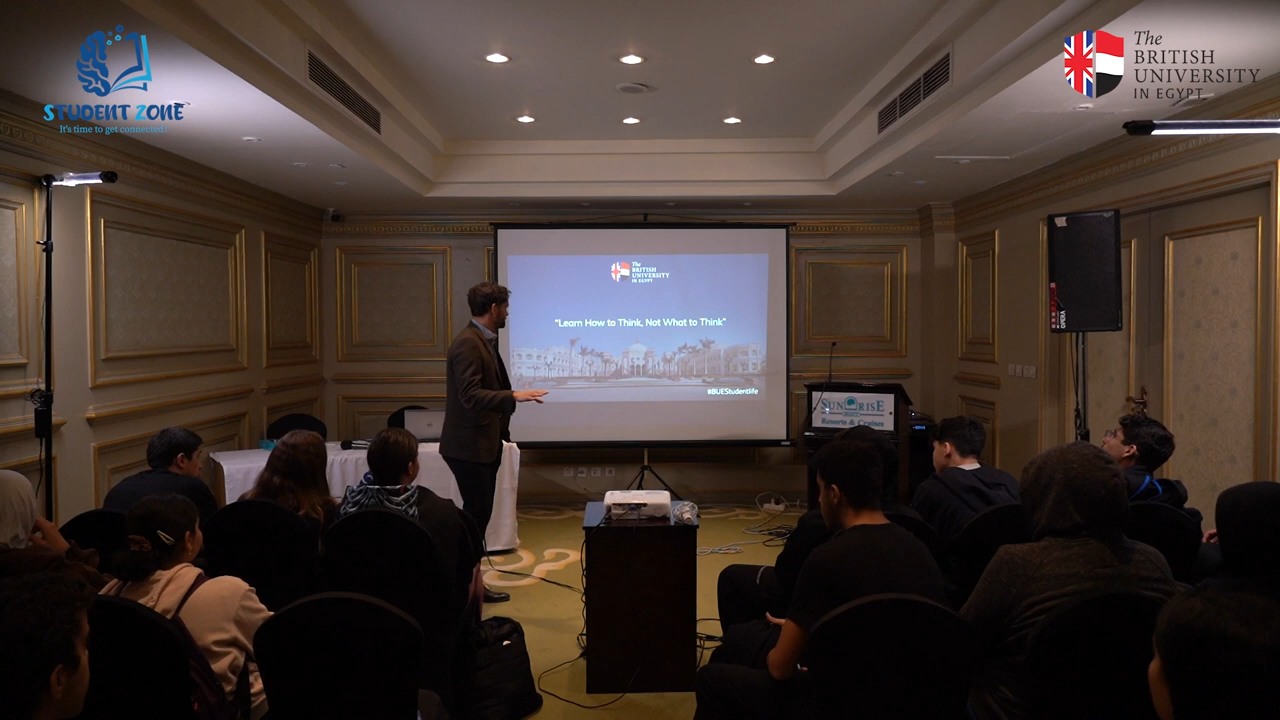 STUDENT ZONE
It's time to get connected!
The
BRITISH
UNIVERSITY
IN EGYPT
The
BRITISH
UNIVERSITY
IN EGYPT
"Learn How to Think, Not What to Think"
#BUEStudentlife
SUNRISE
Resorts & Cruises